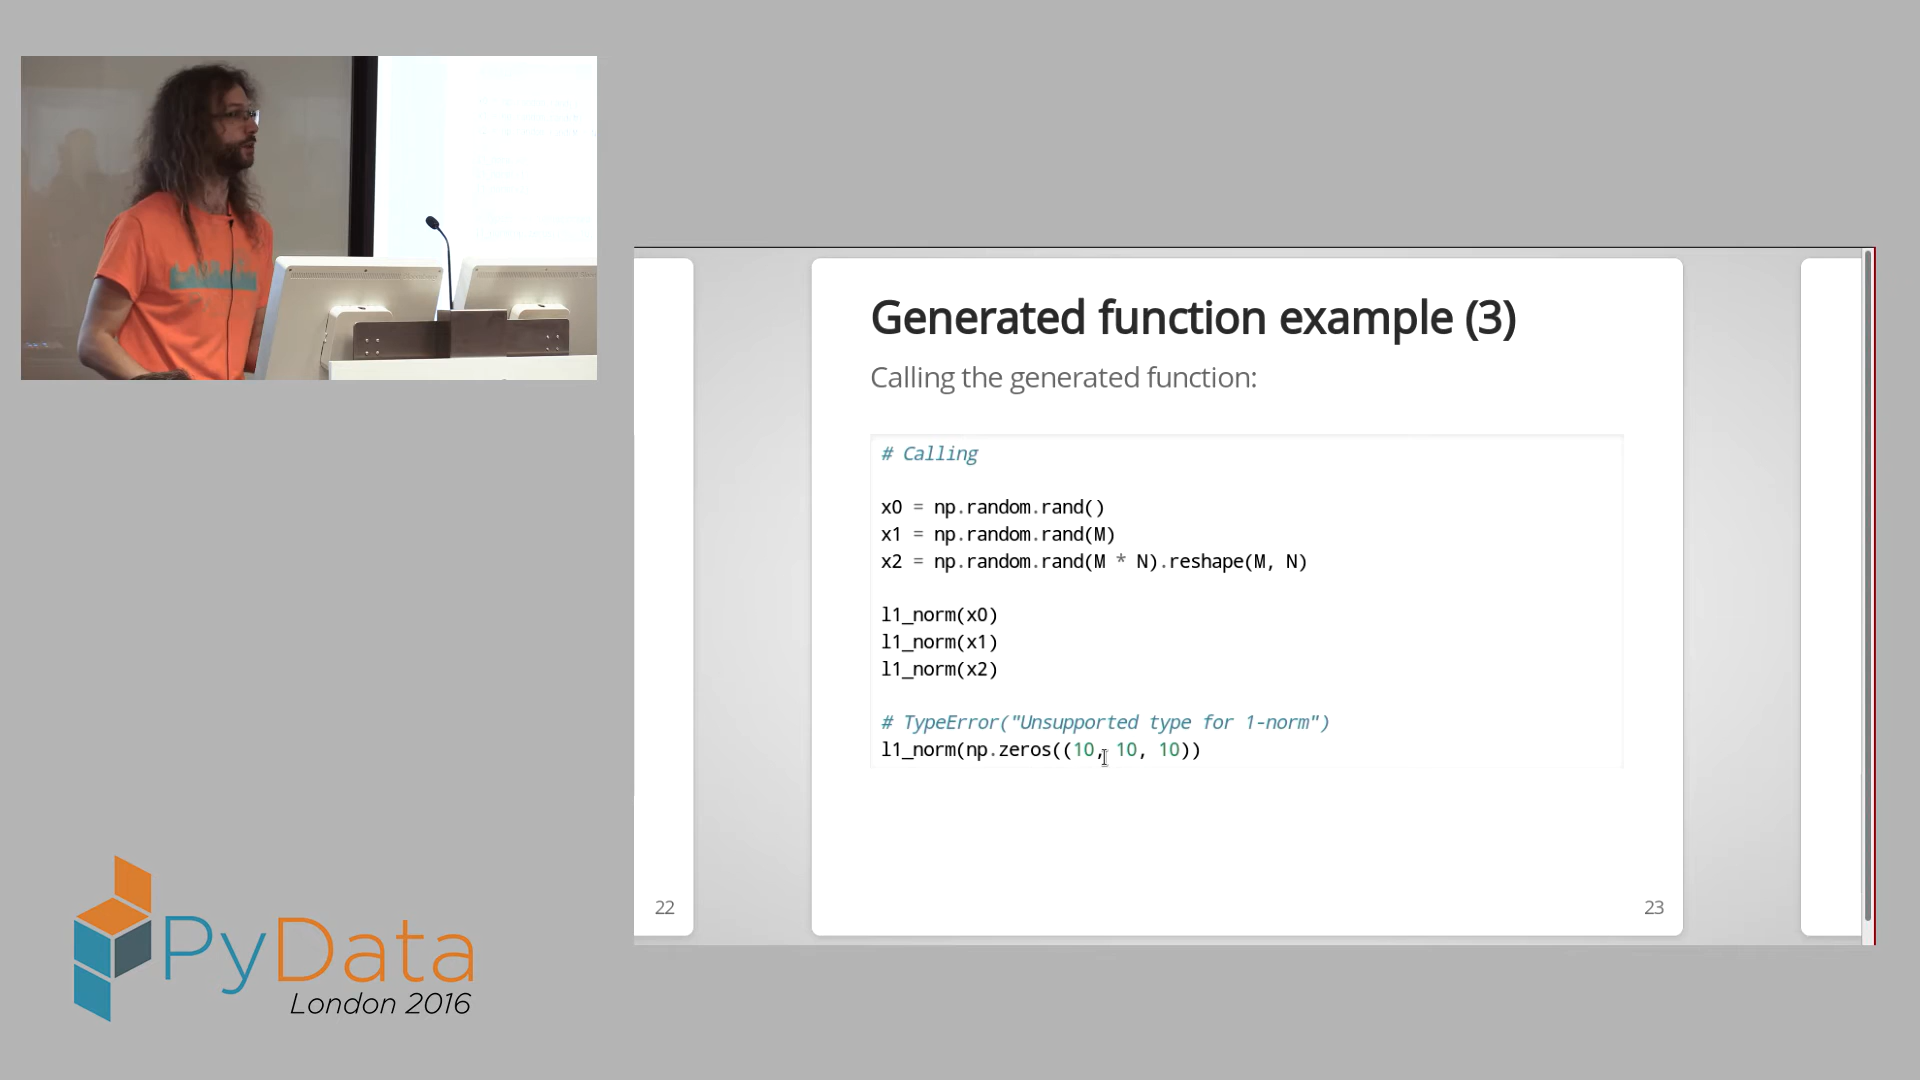 Generated function example (3)
Calling the generated function:
# Calling
x0 = np.random.rand()
x1 = np.random.rand(M)
x2 = np.random.rand(M * N).reshape(M, N)
l1_norm(x0)
l1_norm(x1)
l1_norm(x2)
# TypeError("Unsupported type for 1-norm")
l1_norm(np.zeros((10, 10, 10))
22
23
PyData
London 2016